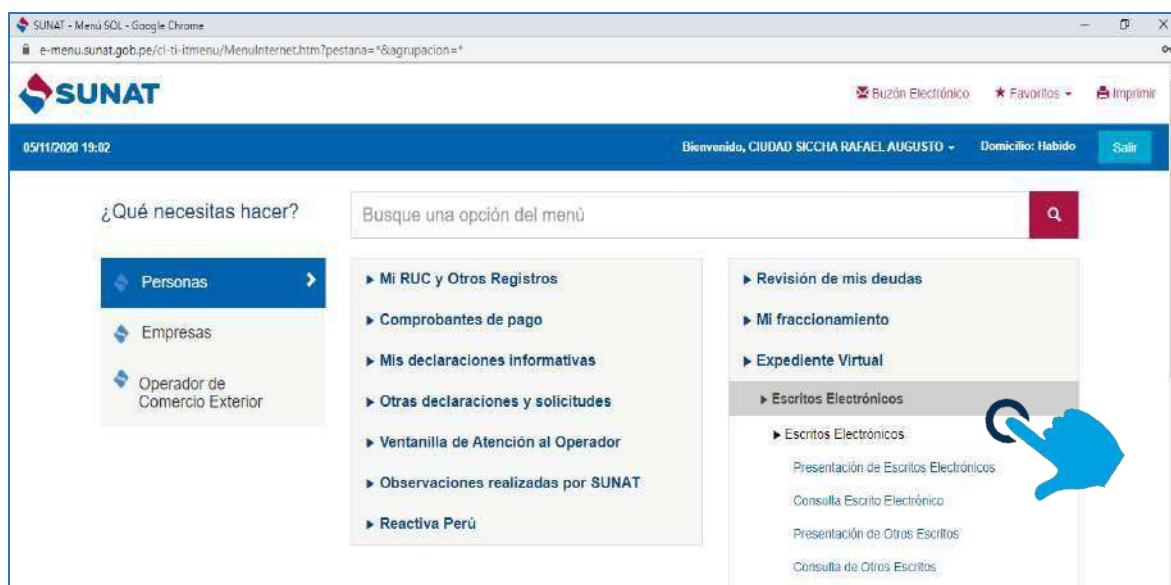 SUNAT - Menú SOL - Google Chrome
e-menu.sunat.gob.pe/cl-ti-itmenu/MenuInternet.htm?pestana=*&agrupacion=*
SUNAT
Buzón Electrónico
Favoritos
Imprimir
05/11/2020 19:02
Bienvenido, CIUDAD SICCHA RAFAEL AUGUSTO
Domicilio: Habido
Salir
¿Qué necesitas hacer?
Busque una opción del menú
Personas
Empresas
Operador de
Comercio Exterior
Mi RUC y Otros Registros
Comprobantes de pago
Mis declaraciones informativas
Otras declaraciones y solicitudes
Ventanilla de Atención al Operador
Observaciones realizadas por SUNAT
Reactiva Perú
Revisión de mis deudas
Mi fraccionamiento
Expediente Virtual
Escritos Electrónicos
Escritos Electrónicos
Presentación de Escritos Electrónicos
Consulta Escrito Electrónico
Presentación de Otros Escritos
Consulta de Otros Escritos